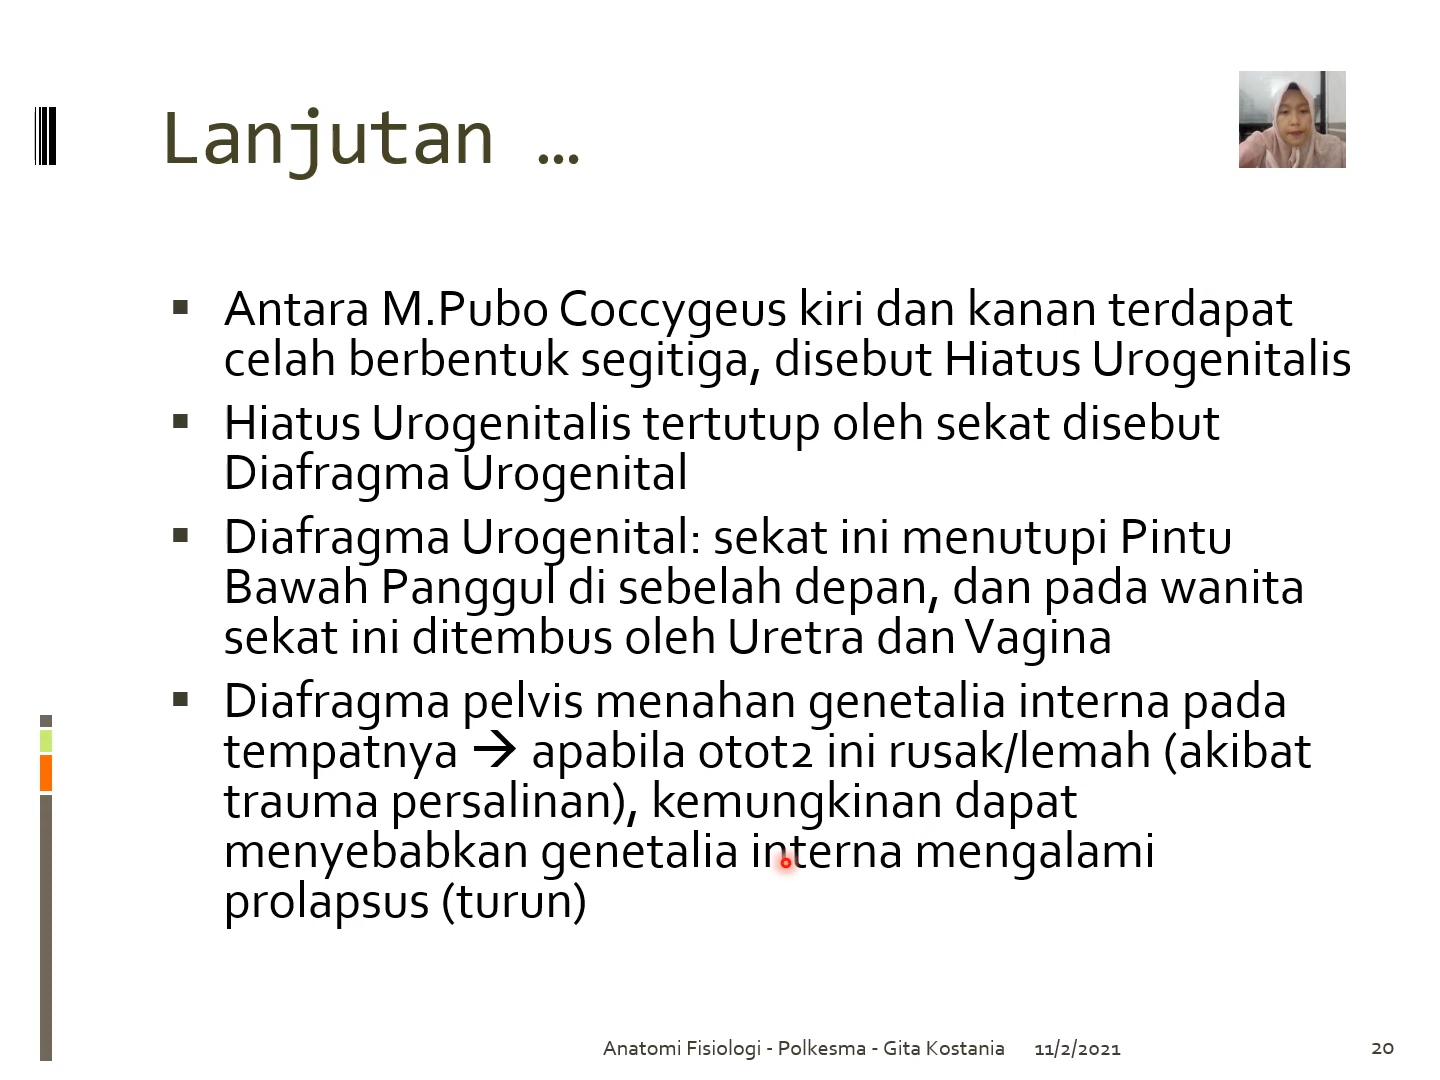 Lanjutan …
▪ Antara M.Pubo Coccygeus kiri dan kanan terdapat
celah berbentuk segitiga, disebut Hiatus Urogenitalis
▪ Hiatus Urogenitalis tertutup oleh sekat disebut
Diafragma Urogenital
▪ Diafragma Urogenital: sekat ini menutupi Pintu
Bawah Panggul di sebelah depan, dan pada wanita
sekat ini ditembus oleh Uretra dan Vagina
▪ Diafragma pelvis menahan genetalia interna pada
tempatnya → apabila otot2 ini rusak/lemah (akibat
trauma persalinan), kemungkinan dapat
menyebabkan genetalia interna mengalami
prolapsus (turun)
Anatomi Fisiologi - Polkesma - Gita Kostania 11/2/2021 20